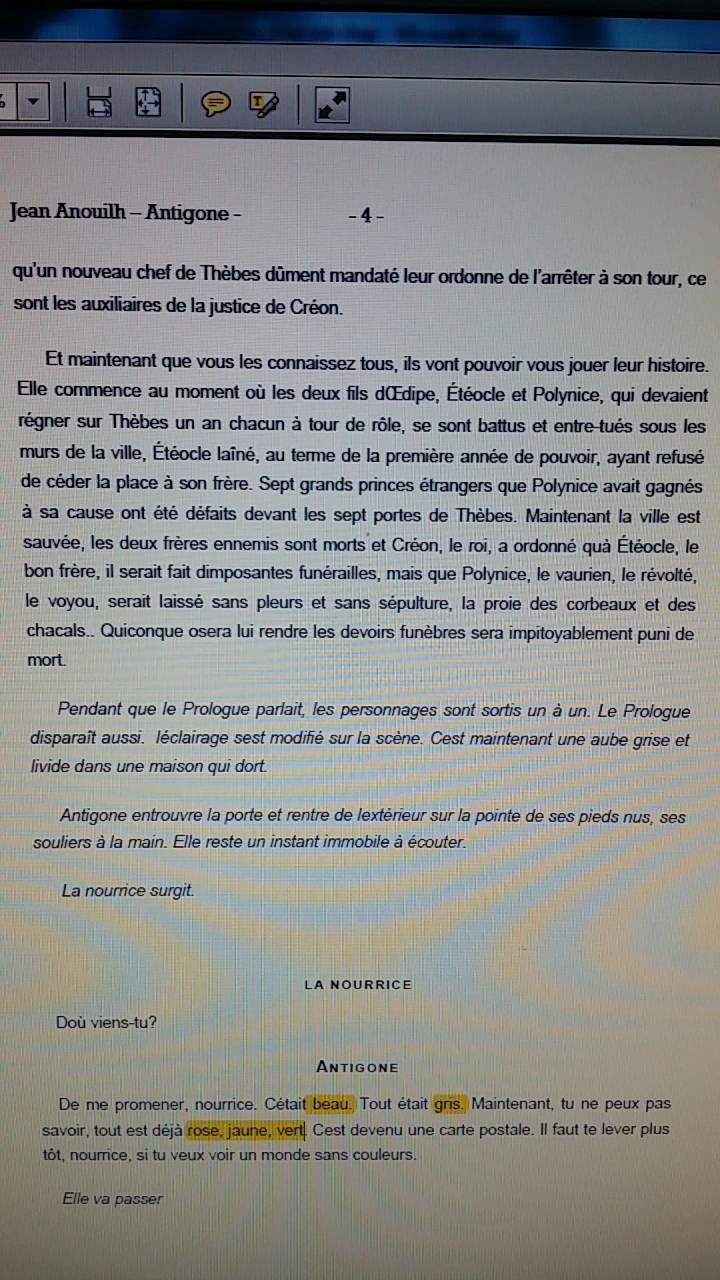 Jean Anouilh – Antigone -
- 4 -
qu'un nouveau chef de Thèbes dûment mandaté leur ordonne de l'arrêter à son tour, ce
sont les auxiliaires de la justice de Créon.
Et maintenant que vous les connaissez tous, ils vont pouvoir vous jouer leur histoire.
Elle commence au moment où les deux fils dŒdipe, Étéocle et Polynice, qui devaient
régner sur Thèbes un an chacun à tour de rôle, se sont battus et entre-tués sous les
murs de la ville, Étéocle laîné, au terme de la première année de pouvoir, ayant refusé
de céder la place à son frère. Sept grands princes étrangers que Polynice avait gagnés
à sa cause ont été défaits devant les sept portes de Thèbes. Maintenant la ville est
sauvée, les deux frères ennemis sont morts et Créon, le roi, a ordonné quà Étéocle, le
bon frère, il serait fait dimposantes funérailles, mais que Polynice, le vaurien, le révolté,
le voyou, serait laissé sans pleurs et sans sépulture, la proie des corbeaux et des
chacals.. Quiconque osera lui rendre les devoirs funèbres sera impitoyablement puni de
mort.
Pendant que le Prologue parlait, les personnages sont sortis un à un. Le Prologue
disparaît aussi. léclairage sest modifié sur la scène. Cest maintenant une aube grise et
livide dans une maison qui dort.
Antigone entrouvre la porte et rentre de lextérieur sur la pointe de ses pieds nus, ses
souliers à la main. Elle reste un instant immobile à écouter.
La nourrice surgit.
LA NOURRICE
Doù viens-tu?
ANTIGONE
De me promener, nourrice. Cétait beau. Tout était gris. Maintenant, tu ne peux pas
savoir, tout est déjà rose, jaune, vert. Cest devenu une carte postale. Il faut te lever plus
tôt, nourrice, si tu veux voir un monde sans couleurs.
Elle va passer